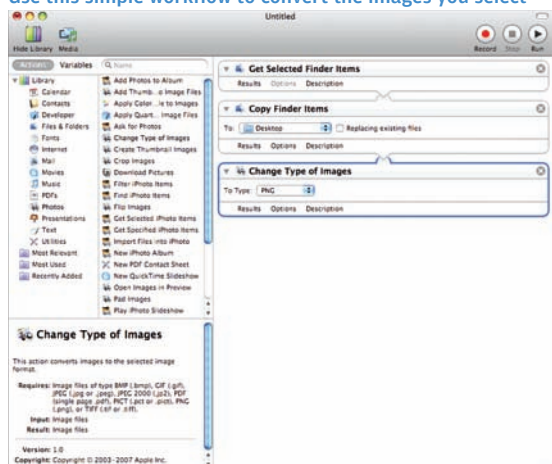 Use this simple workflow to convert the images you select
Untitled
Hide Library Media
Record Stop Run
Actions Variables
Name
Library
Calendar
Contacts
Developer
Files & Folders
Fonts
Internet
Mail
Movies
Music
PDFs
Photos
Presentations
Text
Utilities
Most Relevant
Most Used
Recently Added
Add Photos to Album
Add Thumb...o Image Files
Apply Color...le to Images
Apply Quart... Image Files
Ask for Photos
Change Type of Images
Create Thumbnail Images
Crop Images
Download Pictures
Filter iPhoto Items
Find iPhoto Items
Flip Images
Get Selected iPhoto Items
Get Specified iPhoto Items
Import Files into iPhoto
New iPhoto Album
New PDF Contact Sheet
New QuickTime Slideshow
Open Images in Preview
Pad Images
Play iPhoto Slideshow
Get Selected Finder Items
Results Options Description
Copy Finder Items
To: Desktop Replacing existing files
Results Options Description
Change Type of Images
To Type: PNG
Results Options Description
Change Type of Images
This action converts images to the selected image
format.
Requires: Image files of type BMP (.bmp), GIF (.gif),
JPEG (.jpg or .jpeg), JPEG 2000 (.jp2), PDF
(single page .pdf), PICT (.pct or .pict), PNG
(.png), or TIFF (.tif or .tiff).
Input: Image files
Result: Image files
Version: 1.0
Copyright: Copyright © 2003-2007 Apple Inc.